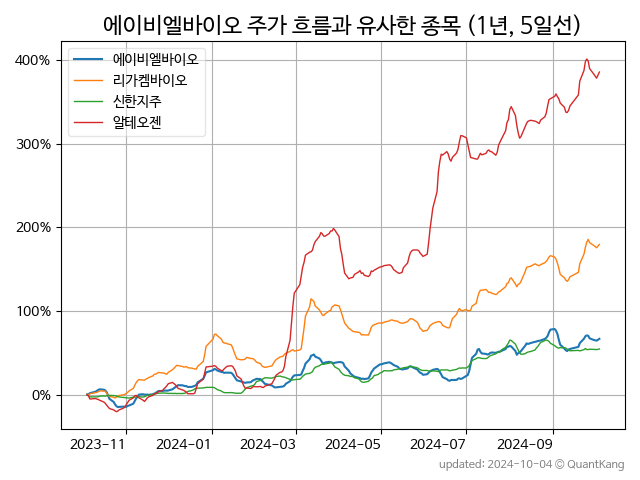 에이비엘바이오 주가 흐름과 유사한 종목 (1년, 5일선)
에이비엘바이오
리가켐바이오
신한지주
알테오젠
400%
300%
200%
100%
0%
2023-11 2024-01 2024-03 2024-05 2024-07 2024-09
updated: 2024-10-04 © QuantKang